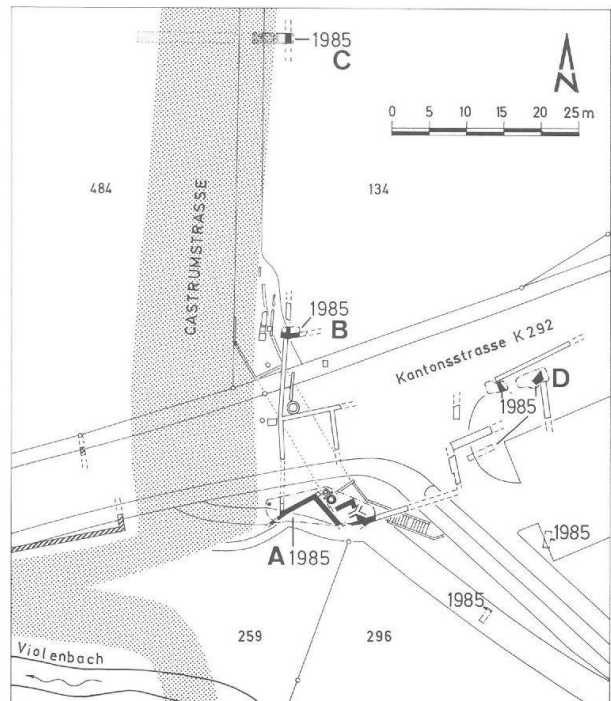 1985
C
N
0 5 10 15 20 25 m
484
134
CASTRUMSTRASSE
1985
B
Kantonsstrasse K 292
D
1985
A 1985
1985
1985
259
296
Violenbach